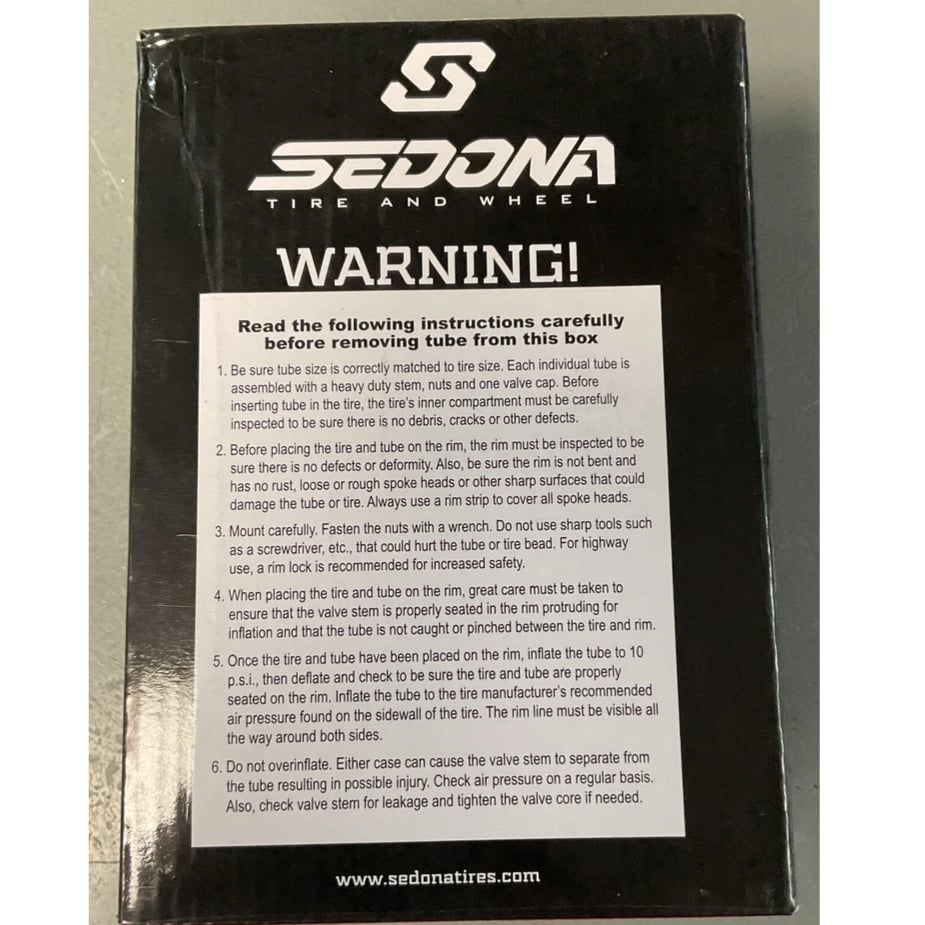 S
SEDONA
TIRE AND WHEEL
WARNING!
Read the following instructions carefully
before removing tube from this box
1. Be sure tube size is correctly matched to tire size. Each individual tube is
assembled with a heavy duty stem, nuts and one valve cap. Before
inserting tube in the tire, the tire's inner compartment must be carefully
inspected to be sure there is no debris, cracks or other defects.
2. Before placing the tire and tube on the rim, the rim must be inspected to be
sure there is no defects or deformity. Also, be sure the rim is not bent and
has no rust, loose or rough spoke heads or other sharp surfaces that could
damage the tube or tire. Always use a rim strip to cover all spoke heads.
3. Mount carefully. Fasten the nuts with a wrench. Do not use sharp tools such
as a screwdriver, etc., that could hurt the tube or tire bead. For highway
use, a rim lock is recommended for increased safety.
4. When placing the tire and tube on the rim, great care must be taken to
ensure that the valve stem is properly seated in the rim protruding for
inflation and that the tube is not caught or pinched between the tire and rim.
5. Once the tire and tube have been placed on the rim, inflate the tube to 10
p.s.i., then deflate and check to be sure the tire and tube are properly
seated on the rim. Inflate the tube to the tire manufacturer's recommended
air pressure found on the sidewall of the tire. The rim line must be visible all
the way around both sides.
6. Do not overinflate. Either case can cause the valve stem to separate from
the tube resulting in possible injury. Check air pressure on a regular basis.
Also, check valve stem for leakage and tighten the valve core if needed.
www.sedonatires.com